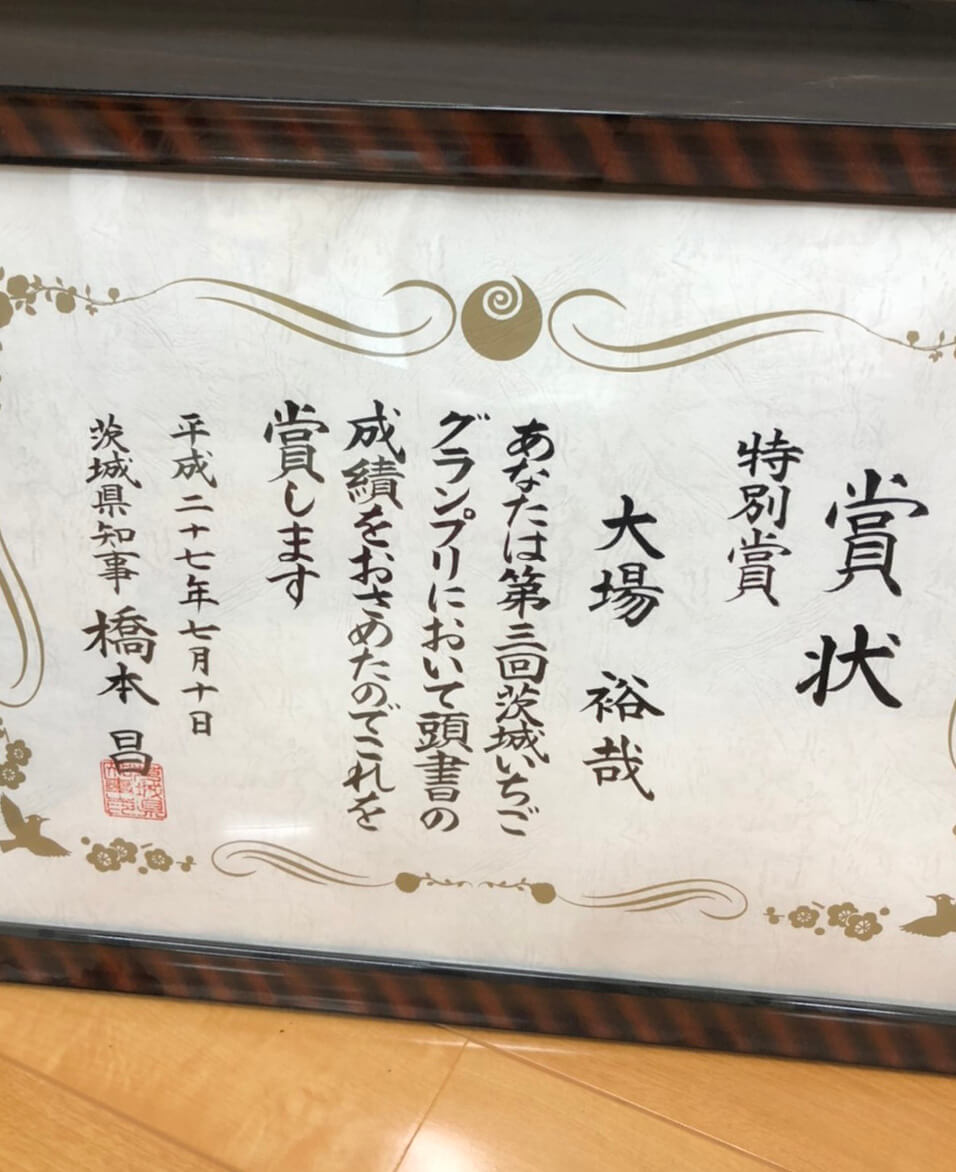 賞状
特別賞
大場 裕哉
あなたは第三回茨城いちご
グランプリにおいて頭書の
成績をおさめたのでこれを
賞します
平成二十七年七月十日
茨城県知事 橋本 昌